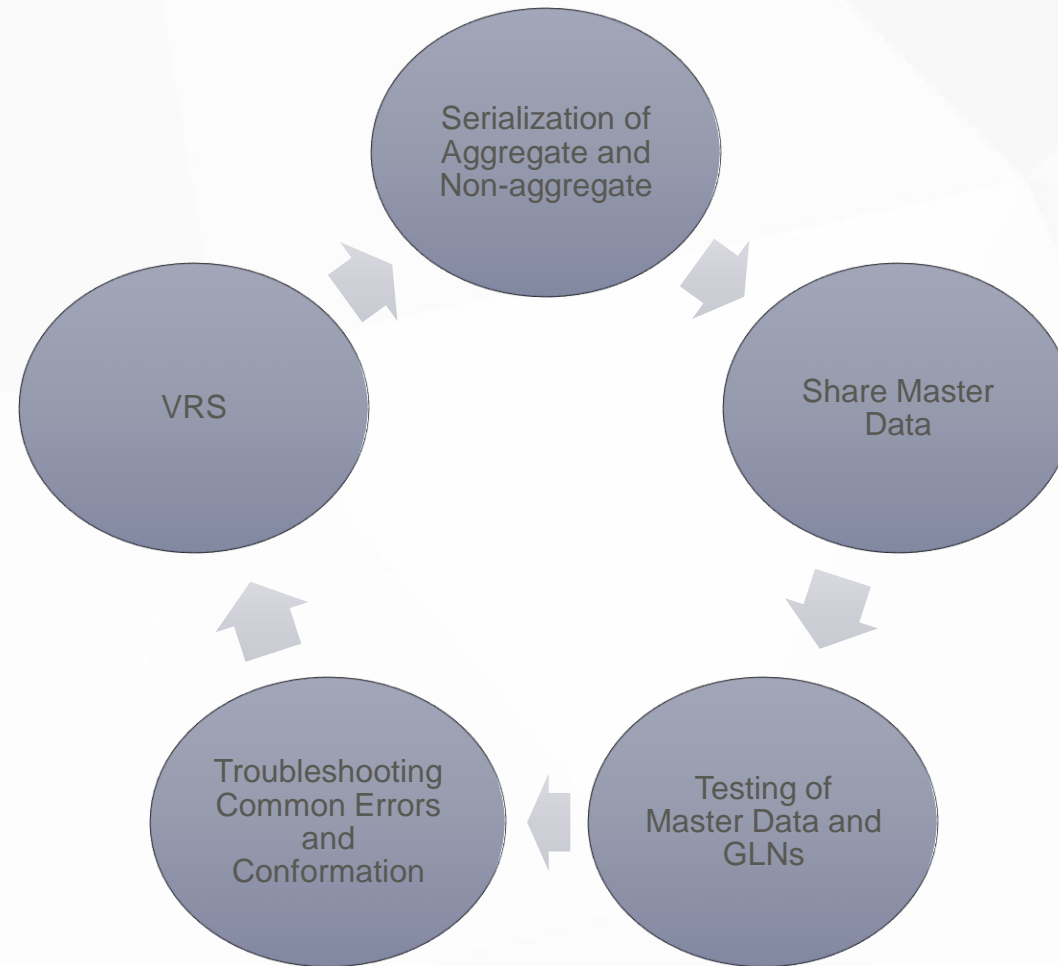 Serialization of
Aggregate and
Non-aggregate
Share Master
Data
Testing of
Master Data and
GLNs
Troubleshooting
Common Errors
and
Conformation
VRS